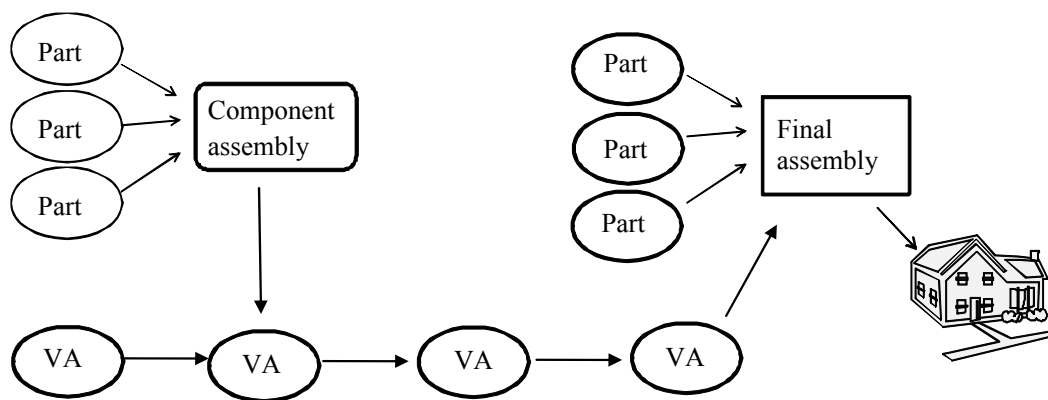 Part
Part
Part
Component
assembly
Part
Part
Part
Final
assembly
VA
VA
VA
VA